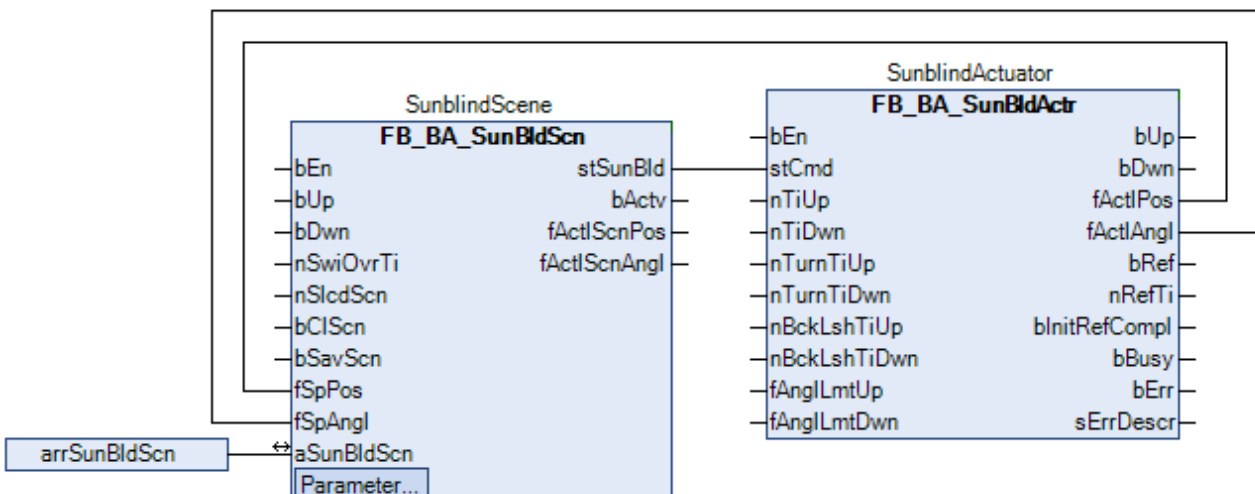 SunblindActuator
FB_BA_SunBldActr
bEn
bUp
stCmd
bDwn
nTiUp
fActlPos
nTiDwn
fActlAngl
nTurnTiUp
bRef
nTurnTiDwn
nRefTi
nBckLshTiUp
bInitRefCompl
nBckLshTiDwn
bBusy
fAnglLmtUp
bErr
fAnglLmtDwn
sErrDescr
SunblindScene
FB_BA_SunBldScn
bEn
stSunBld
bUp
bActv
bDwn
fActlScnPos
nSwiOvrTi
fActlScnAngl
nSlcdScn
bClScn
bSavScn
fSpPos
fSpAngl
arrSunBldScn
aSunBldScn
Parameter...